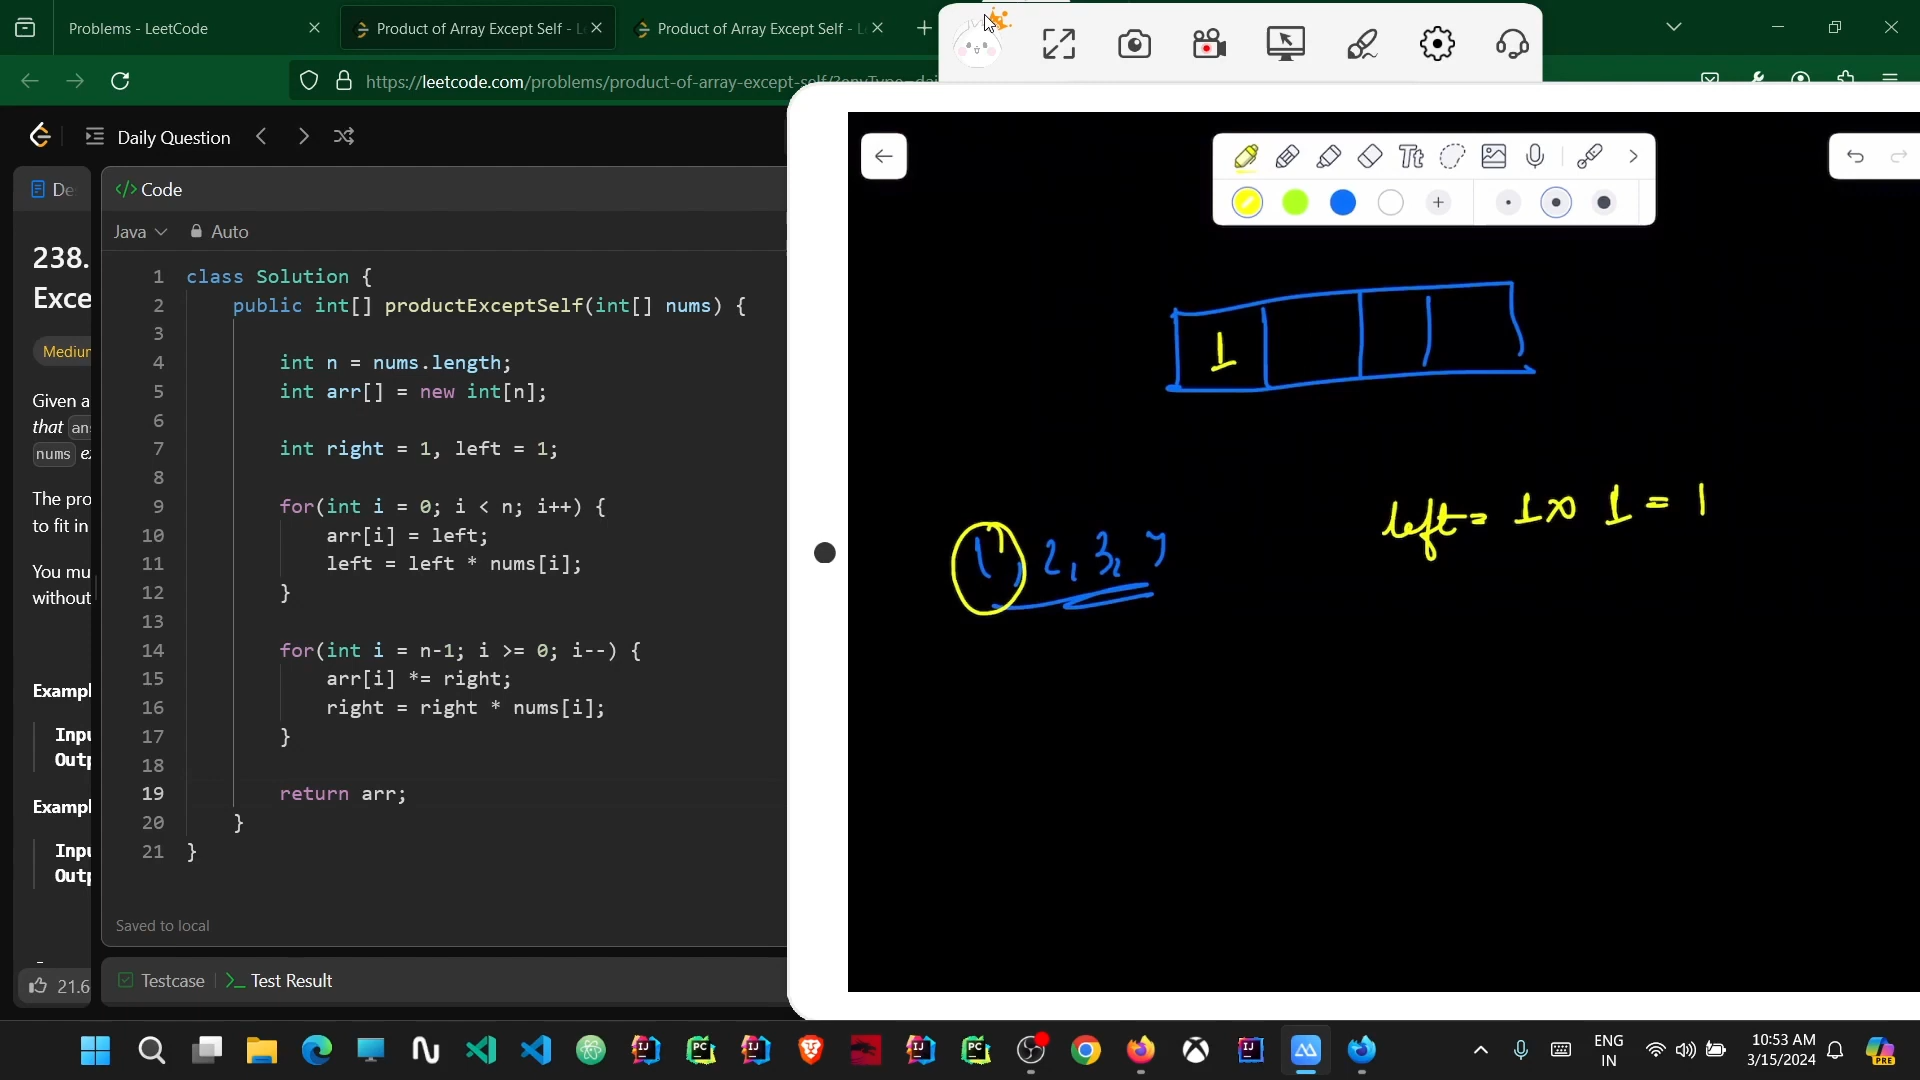 Problems - LeetCode
Product of Array Except Self - L
Product of Array Except Self - L
https://leetcode.com/problems/product-of-array-except-self/?envType=dai
Daily Question
De
</> Code
Java
Auto
238.
Exce
Medium
Given a
that ans
nums e
The pro
to fit in
You mu
without
Exampl
Inpu
Outp
Exampl
Inpu
Outp
21.6
1 class Solution {
2 public int[] productExceptSelf(int[] nums) {
3
4 int n = nums.length;
5 int arr[] = new int[n];
6
7 int right = 1, left = 1;
8
9 for(int i = 0; i < n; i++) {
10 arr[i] = left;
11 left = left * nums[i];
12 }
13
14 for(int i = n-1; i >= 0; i--) {
15 arr[i] *= right;
16 right = right * nums[i];
17 }
18
19 return arr;
20 }
21 }
Saved to local
Testcase
Test Result
Tt
1
left = 1 x 1 = 1
1, 2, 3,
ENG
IN
10:53 AM
3/15/2024